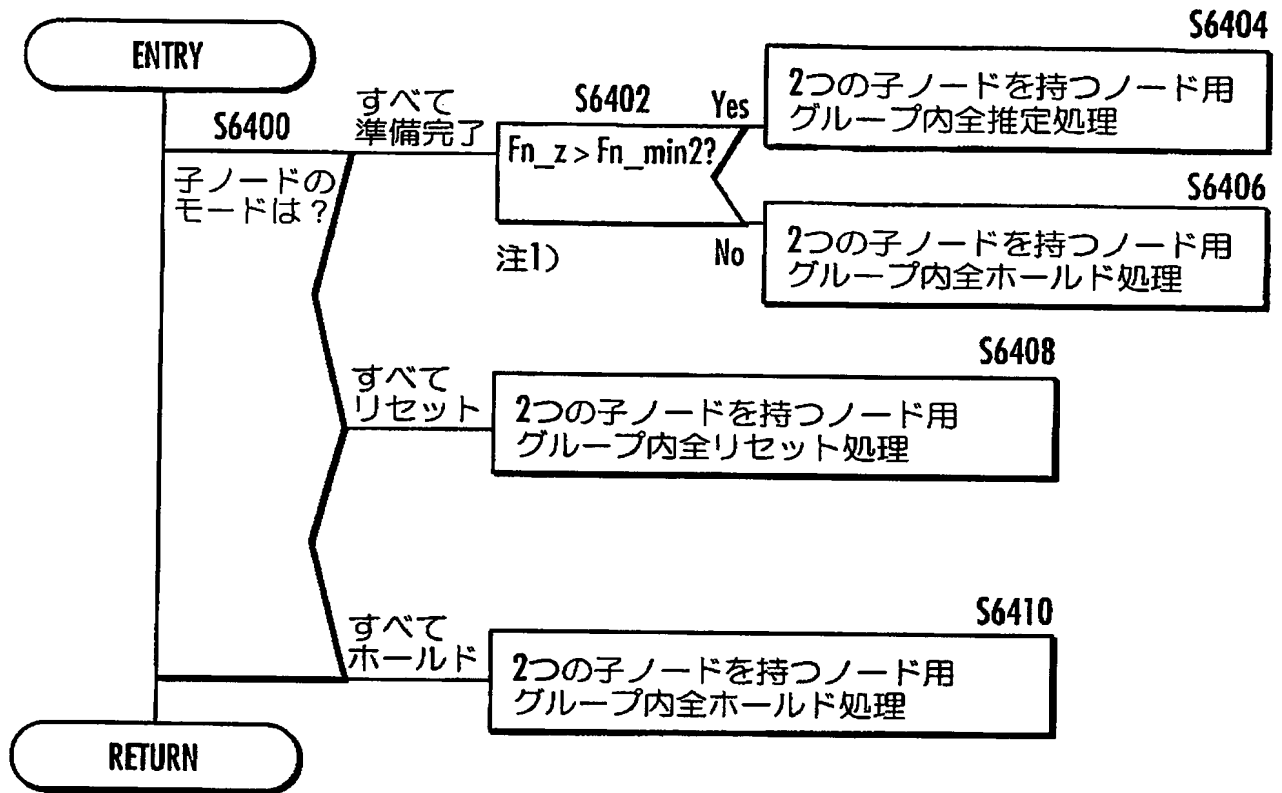 ENTRY
S6400
子ノードの
モードは？
すべて
準備完了
S6402
Fn_z > Fn_min2?
注1）
Yes
No
S6404
2つの子ノードを持つノード用
グループ内全推定処理
S6406
2つの子ノードを持つノード用
グループ内全ホールド処理
すべて
リセット
S6408
2つの子ノードを持つノード用
グループ内全リセット処理
すべて
ホールド
S6410
2つの子ノードを持つノード用
グループ内全ホールド処理
RETURN